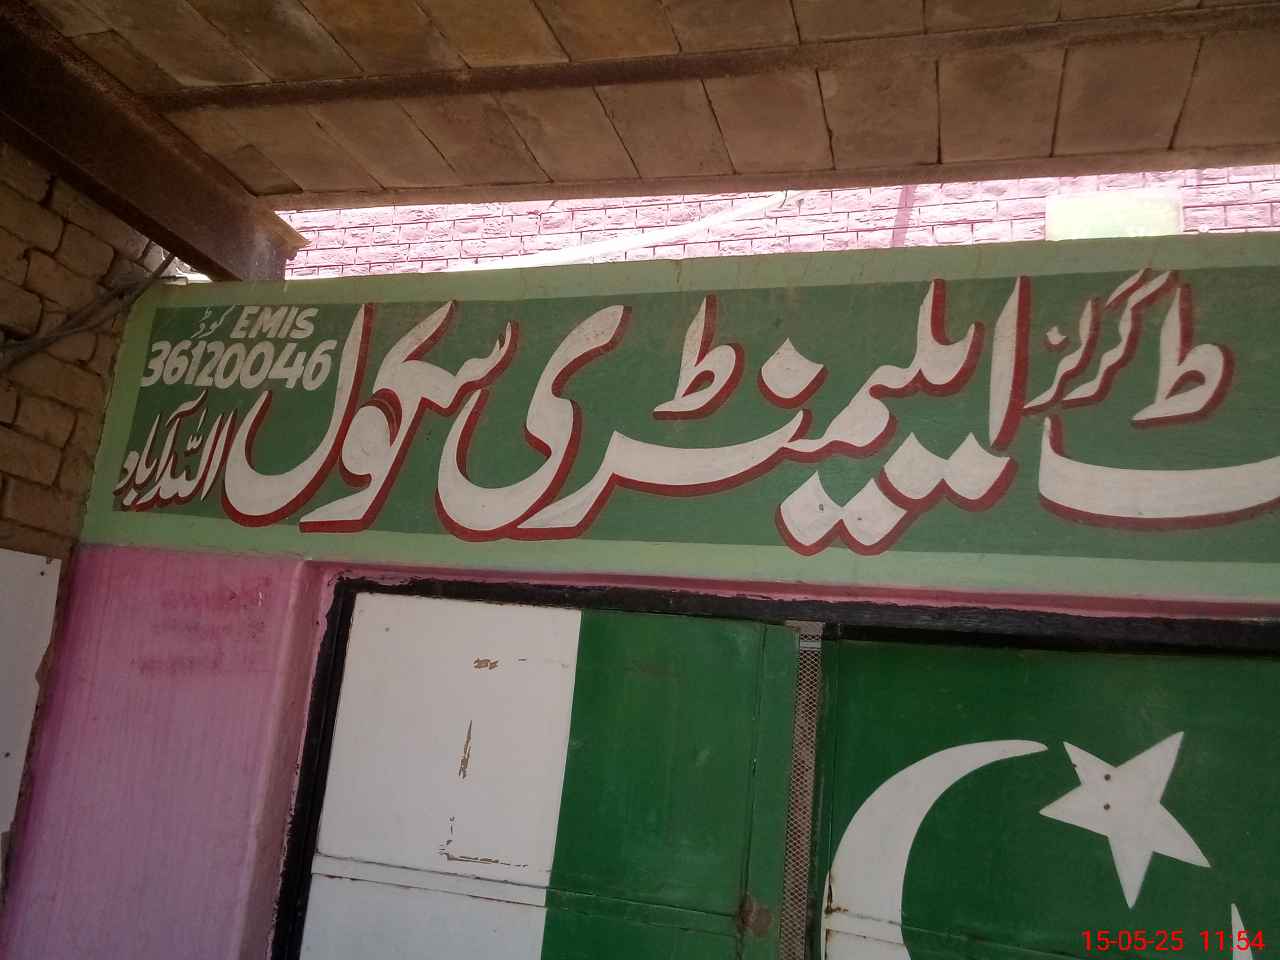 گرلز ایلیمنٹری سکول
EMIS کوڈ
36120046
اللہ آباد
15-05-25 11:54